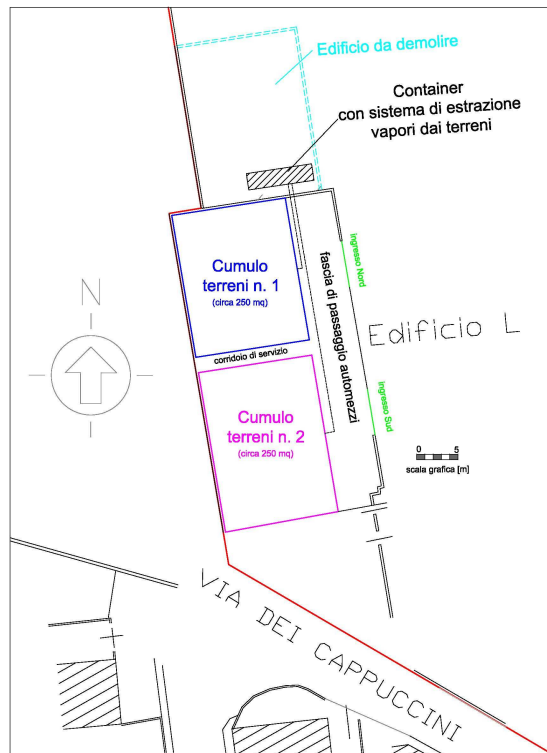 Edificio da demolire
Container
con sistema di estrazione
vapori dai terreni
ingresso Nord
Cumulo
terreni n. 1
(circa 250 mq)
fascia di passaggio automezzi
N
Edificio L
corridoio di servizio
ingresso Sud
Cumulo
terreni n. 2
(circa 250 mq)
0 5
scala grafica [m]
VIA DEI CAPPUCCINI